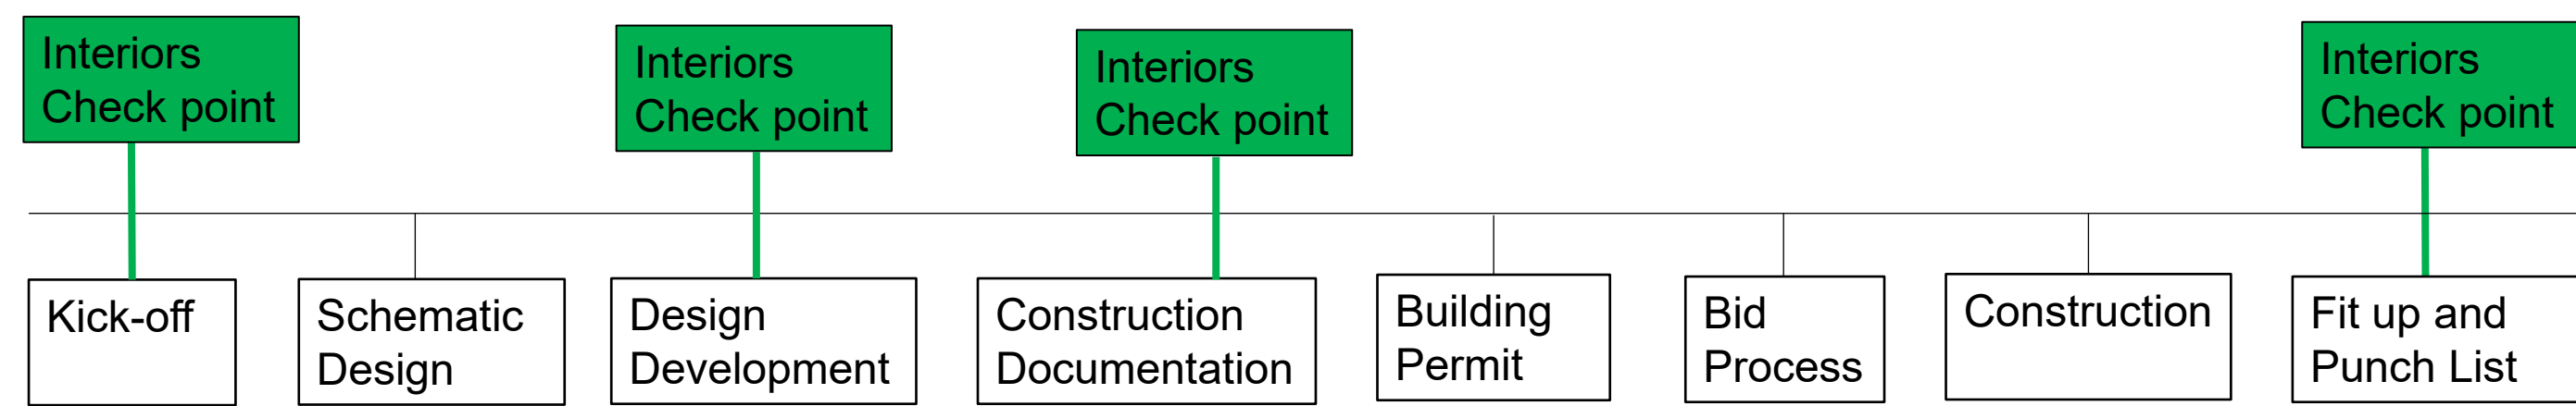 Interiors
Check point
Interiors
Check point
Interiors
Check point
Interiors
Check point
Kick-off
Schematic
Design
Design
Development
Construction
Documentation
Building
Permit
Bid
Process
Construction
Fit up and
Punch List